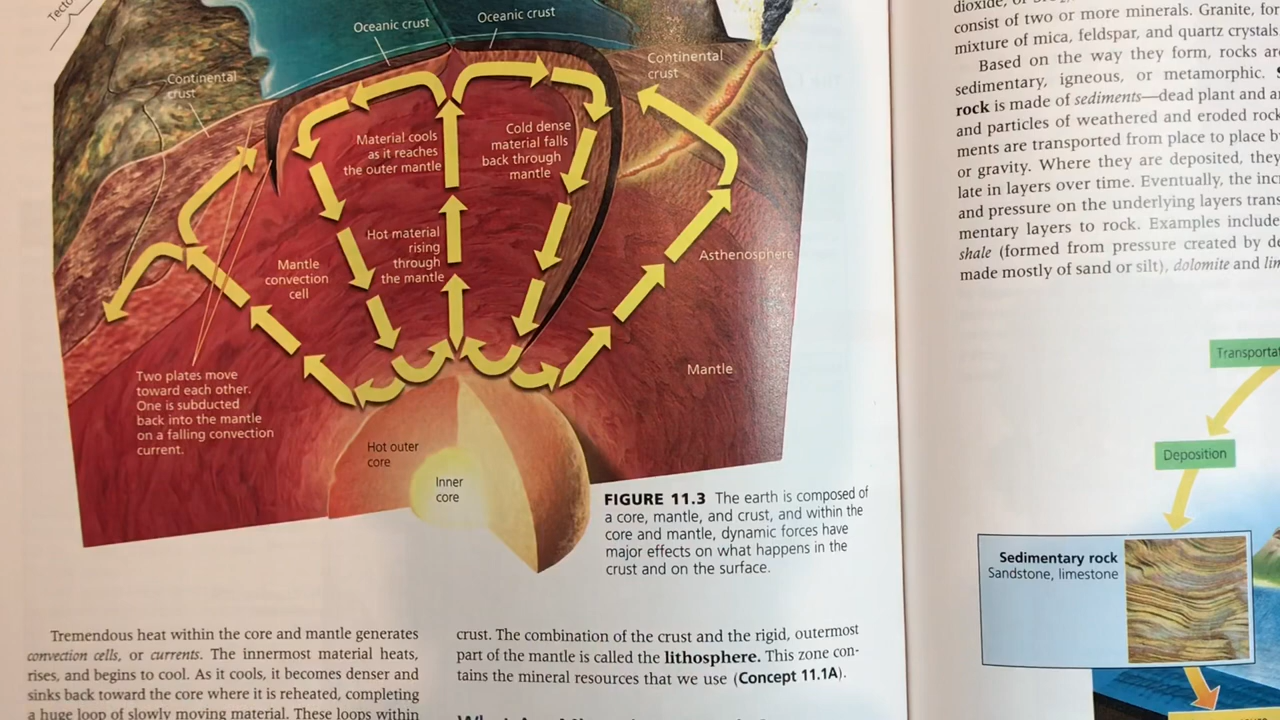 Oceanic crust
Oceanic crust
Continental
crust
Continental
crust
Material cools
as it reaches
the outer mantle
Cold dense
material falls
back through
mantle
Hot material
rising
through
the mantle
Mantle
convection
cell
Asthenosphere
Mantle
Two plates move
toward each other.
One is subducted
back into the mantle
on a falling convection
current.
Hot outer
core
Inner
core
FIGURE 11.3 The earth is composed of
a core, mantle, and crust, and within the
core and mantle, dynamic forces have
major effects on what happens in the
crust and on the surface.
Tremendous heat within the core and mantle generates
convection cells, or currents. The innermost material heats,
rises, and begins to cool. As it cools, it becomes denser and
sinks back toward the core where it is reheated, completing
a huge loop of slowly moving material. These loops within
crust. The combination of the crust and the rigid, outermost
part of the mantle is called the lithosphere. This zone con-
tains the mineral resources that we use (Concept 11.1A).
consist of two or more minerals. Granite, for
mixture of mica, feldspar, and quartz crystals
Based on the way they form, rocks
sedimentary, igneous, or metamorphic.
rock is made of sediments—dead plant and
and particles of weathered and eroded rock
ments are transported from place to place
or gravity. Where they are deposited, they
late in layers over time. Eventually, the
and pressure on the underlying layers
mentary layers to rock. Examples include
shale (formed from pressure created by
made mostly of sand or silt), dolomite and
Deposition
Sedimentary rock
Sandstone, limestone